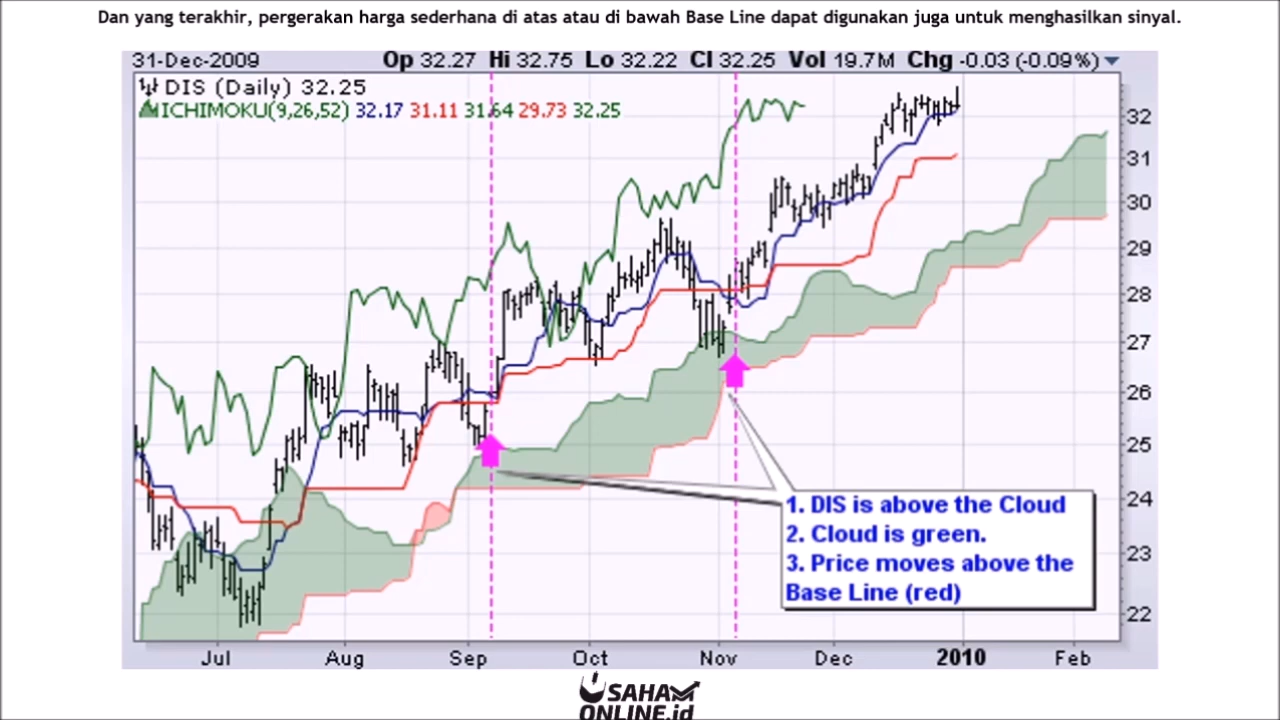 Dan yang terakhir, pergerakan harga sederhana di atas atau di bawah Base Line dapat digunakan juga untuk menghasilkan sinyal.
31-Dec-2009 Op 32.27 Hi 32.75 Lo 32.22 Cl 32.25 Vol 19.7M Chg -0.03 (-0.09%)
DIS (Daily) 32.25
ICHIMOKU(9,26,52) 32.17 31.11 31.64 29.73 32.25
32
31
30
29
28
27
26
25
24
23
22
1. DIS is above the Cloud
2. Cloud is green.
3. Price moves above the
Base Line (red)
Jul Aug Sep Oct Nov Dec 2010 Feb
USAHAM
ONLINE.id